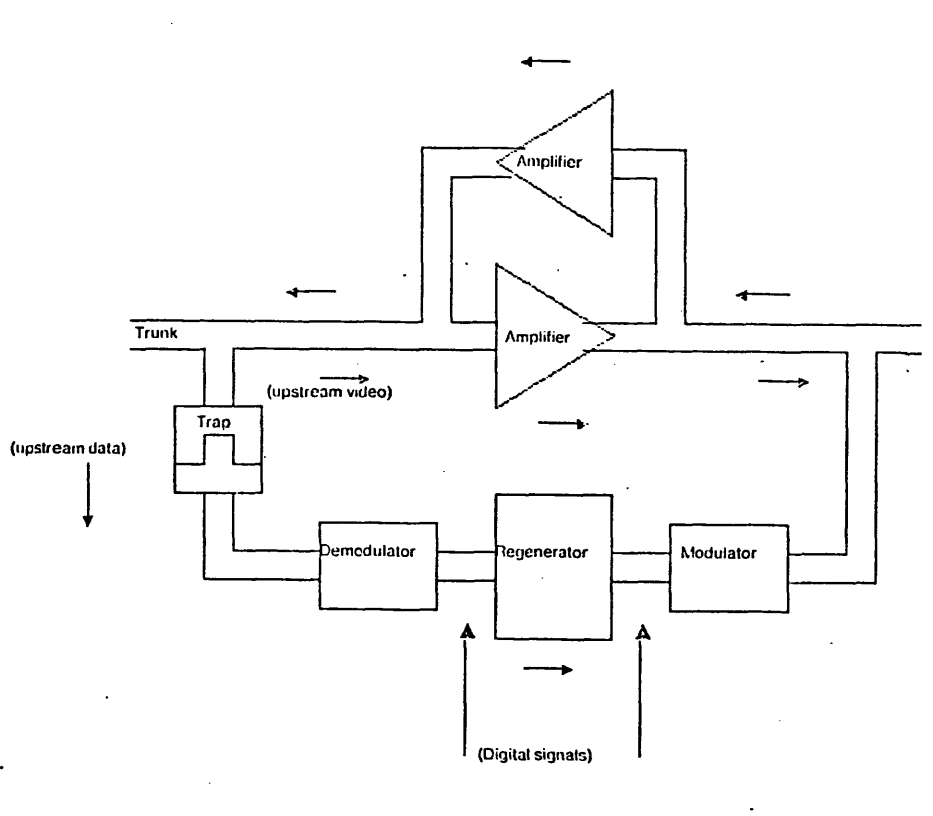 Amplifier
Trunk
Amplifier
(upstream video)
Trap
(upstream data)
Demodulator
Regenerator
Modulator
(Digital signals)